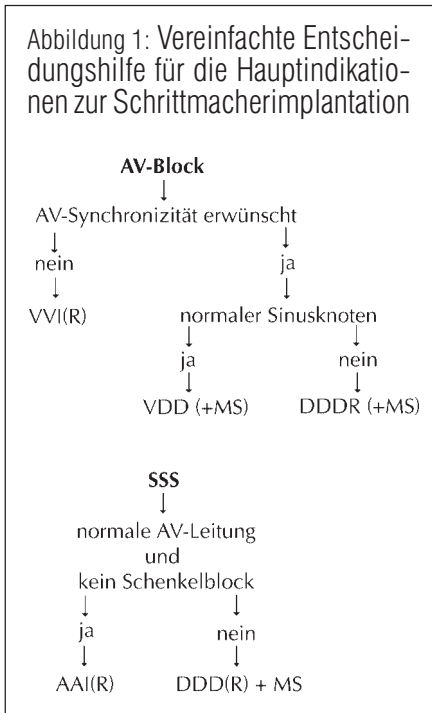 Abbildung 1: Vereinfachte Entschei-
dungshilfe für die Hauptindikatio-
nen zur Schrittmacherimplantation
AV-Block
AV-Synchronizität erwünscht
nein ja
VVI(R) normaler Sinusknoten
ja nein
VDD (+MS) DDDR (+MS)
SSS
normale AV-Leitung
und
kein Schenkelblock
ja nein
AAI(R) DDD(R) + MS